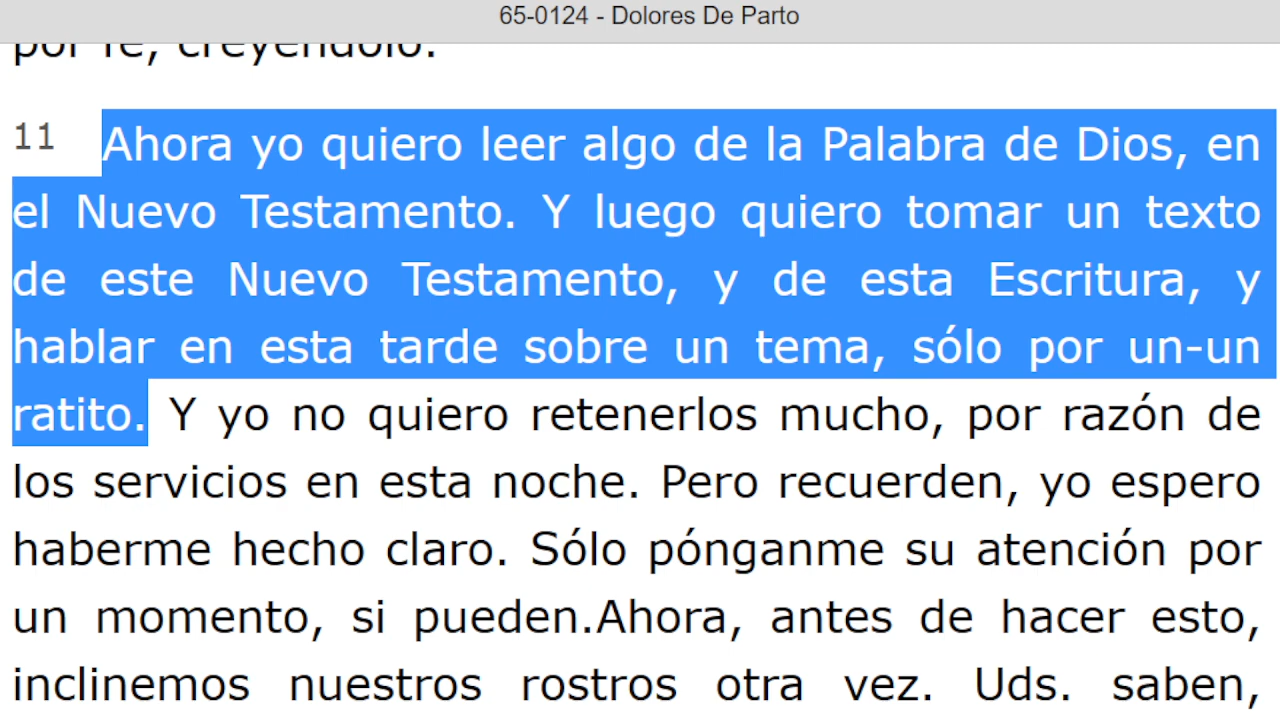 65-0124 - Dolores De Parto
por fe, creyéndolo.
11 Ahora yo quiero leer algo de la Palabra de Dios, en
el Nuevo Testamento. Y luego quiero tomar un texto
de este Nuevo Testamento, y de esta Escritura, y
hablar en esta tarde sobre un tema, sólo por un-un
ratito. Y yo no quiero retenerlos mucho, por razón de
los servicios en esta noche. Pero recuerden, yo espero
haberme hecho claro. Sólo pónganme su atención por
un momento, si pueden.Ahora, antes de hacer esto,
inclinemos nuestros rostros otra vez. Uds. saben,